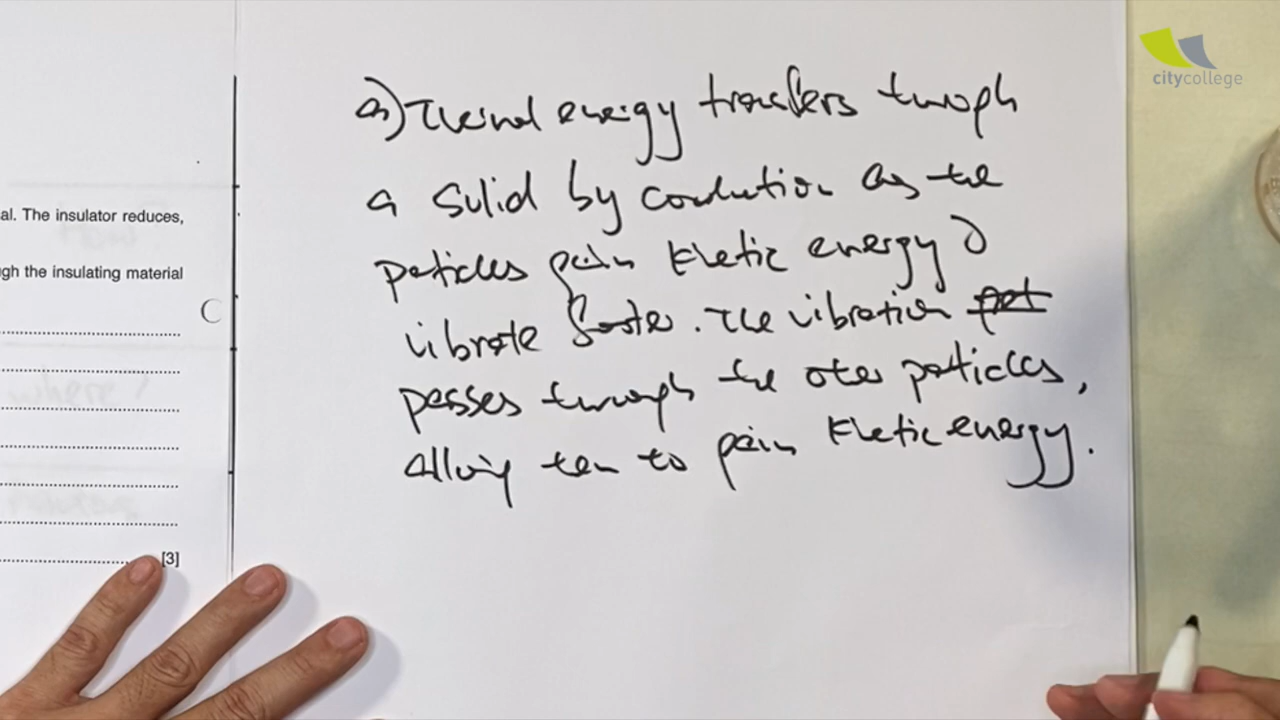 citycollege
al. The insulator reduces,
gh the insulating material
[3]
C
a) Thermal energy transfers through
a solid by conduction as the
particles gain kinetic energy &
vibrate faster. The vibration
passes through the other particles,
allowing them to gain kinetic energy.